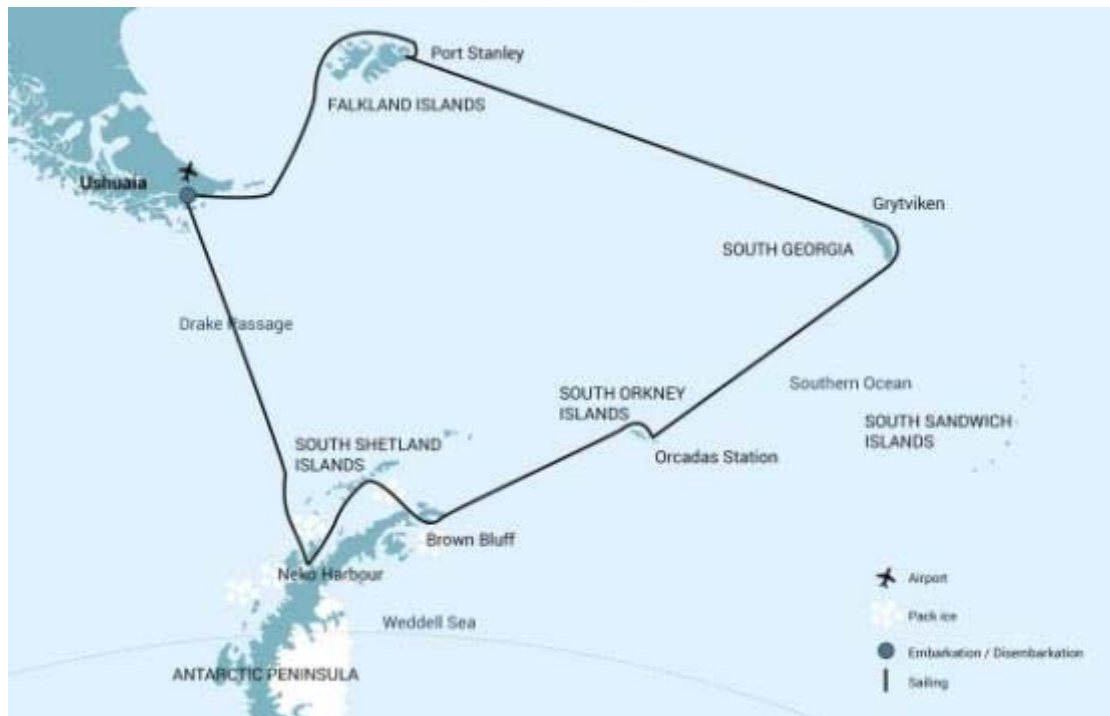 Port Stanley
FALKLAND ISLANDS
Ushuaia
Grytviken
SOUTH GEORGIA
Drake Passage
Southern Ocean
SOUTH ORKNEY
ISLANDS
SOUTH SANDWICH
ISLANDS
SOUTH SHETLAND
ISLANDS
Orcadas Station
Brown Bluff
Neko Harbour
Airport
Pack ice
Weddell Sea
Embarkation / Disembarkation
ANTARCTIC PENINSULA
Sailing